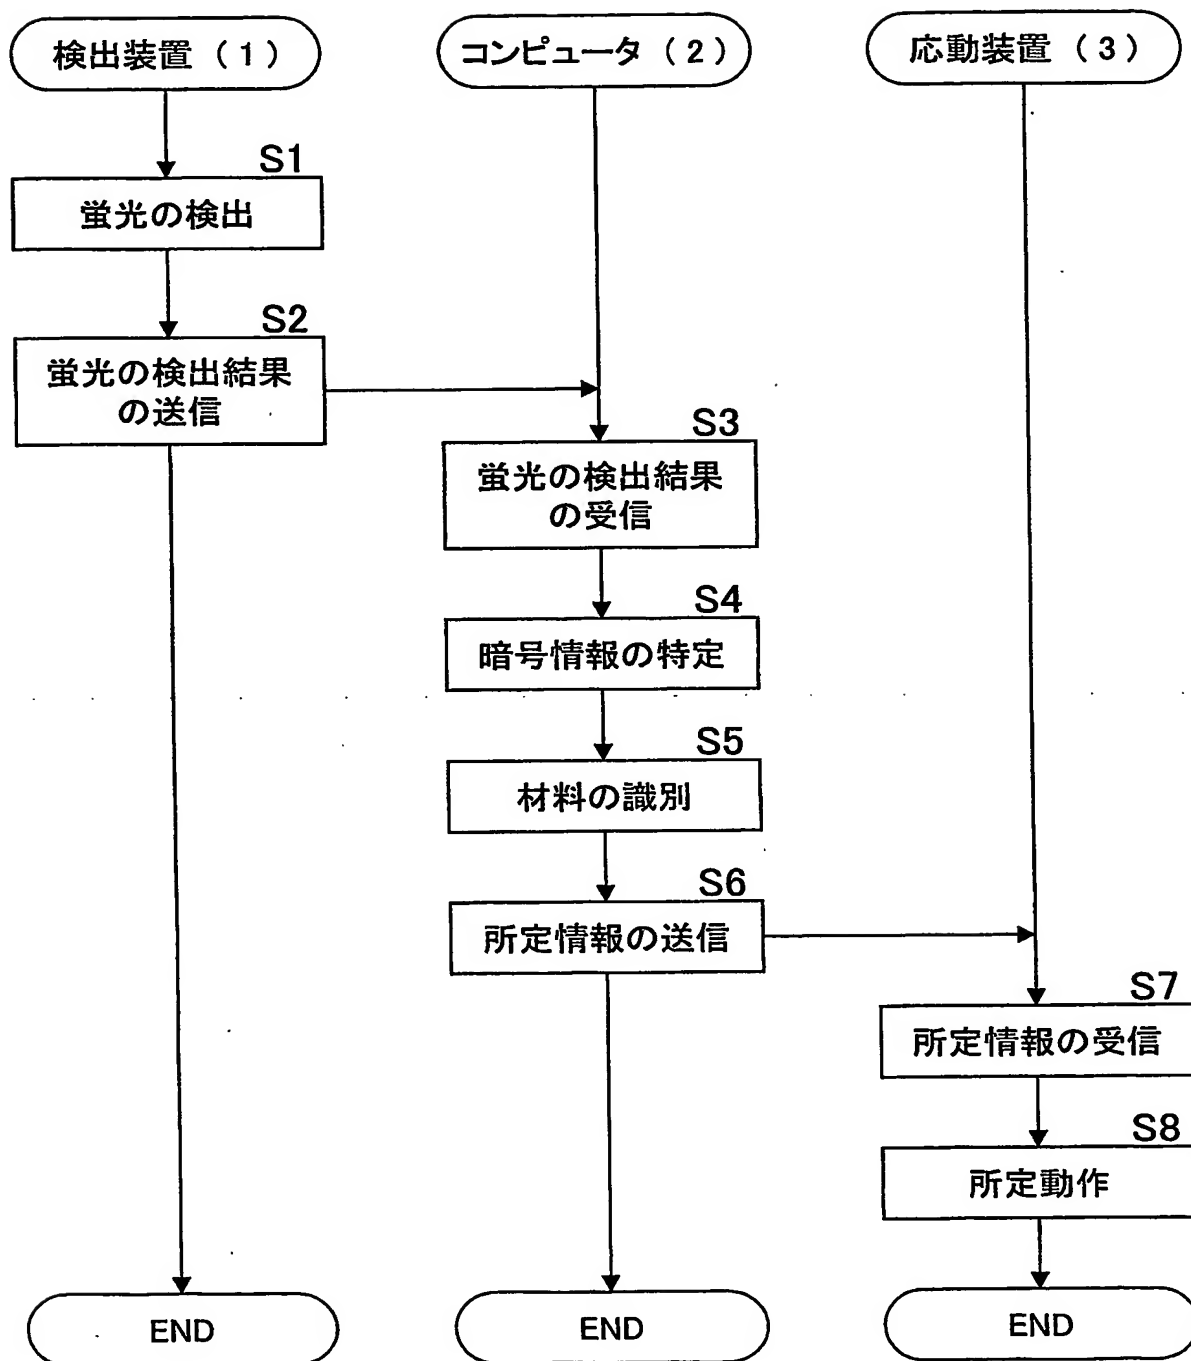 検出装置（1）
コンピュータ（2）
応動装置（3）
S1
蛍光の検出
S2
蛍光の検出結果
の送信
S3
蛍光の検出結果
の受信
S4
暗号情報の特定
S5
材料の識別
S6
所定情報の送信
S7
所定情報の受信
S8
所定動作
END
END
END